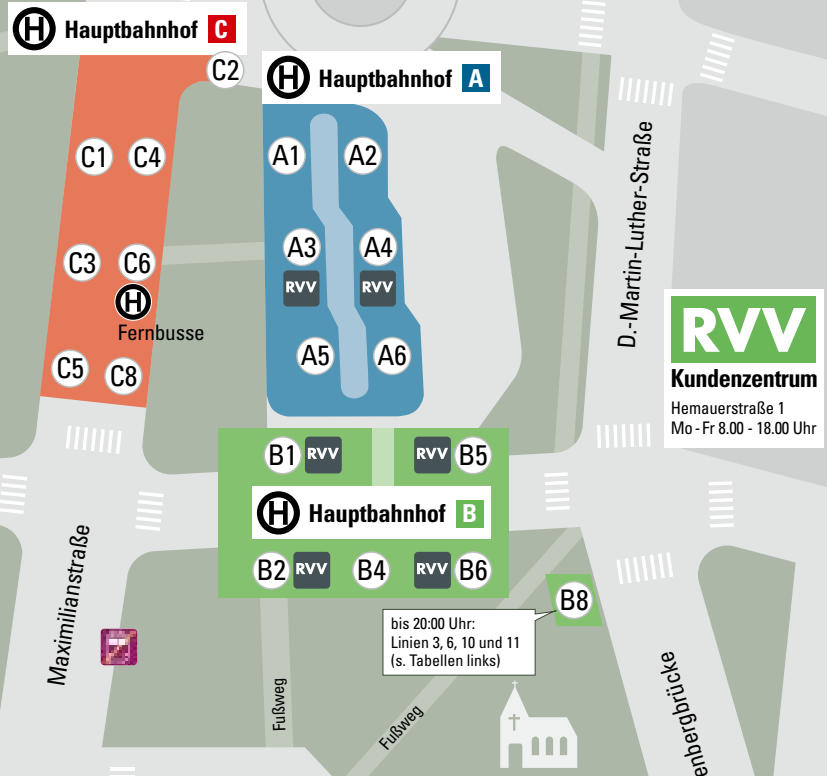 H Hauptbahnhof C
C2
H Hauptbahnhof A
C1 C4
A1 A2
C3 C6
A3 A4
RVV RVV
H
Fernbusse
C5 C8
A5 A6
D.-Martin-Luther-Straße
RVV
Kundenzentrum
Hemauerstraße 1
Mo - Fr 8.00 - 18.00 Uhr
B1 RVV
RVV B5
H Hauptbahnhof B
B2 RVV B4 RVV B6
B8
bis 20:00 Uhr:
Linien 3, 6, 10 und 11
(s. Tabellen links)
Maximilianstraße
Fußweg
Fußweg
enbergbrücke